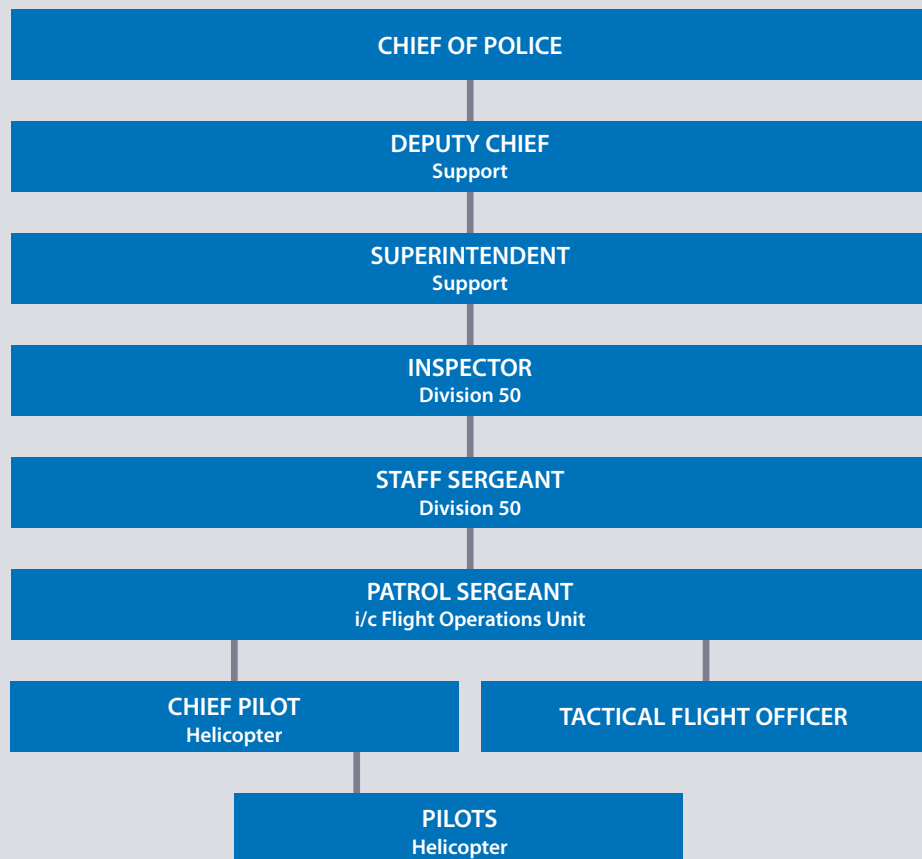 CHIEF OF POLICE
DEPUTY CHIEF
Support
SUPERINTENDENT
Support
INSPECTOR
Division 50
STAFF SERGEANT
Division 50
PATROL SERGEANT
i/c Flight Operations Unit
CHIEF PILOT
Helicopter
TACTICAL FLIGHT OFFICER
PILOTS
Helicopter